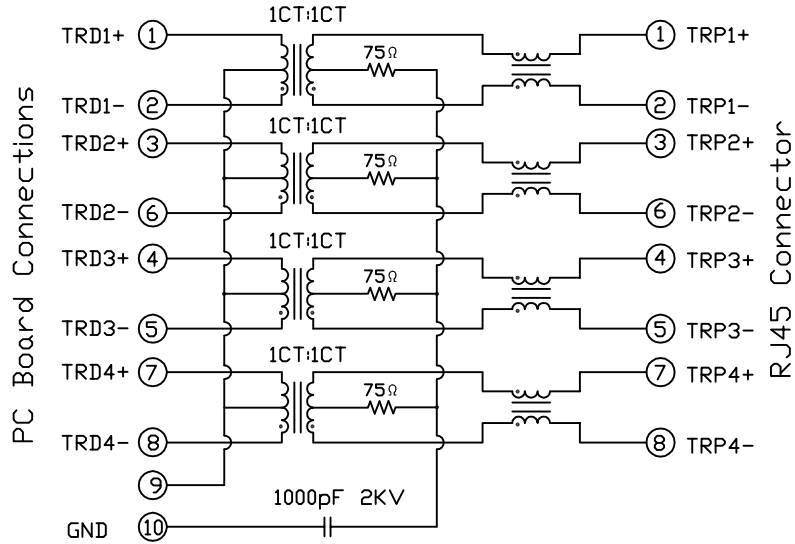 1CT:1CT
TRD1+ 1
75Ω
1 TRP1+
TRD1- 2
2 TRP1-
1CT:1CT
TRD2+ 3
75Ω
3 TRP2+
TRD2- 6
6 TRP2-
1CT:1CT
TRD3+ 4
75Ω
4 TRP3+
TRD3- 5
5 TRP3-
1CT:1CT
TRD4+ 7
75Ω
7 TRP4+
TRD4- 8
8 TRP4-
9
1000pF 2KV
GND 10
PC Board Connections
RJ45 Connector